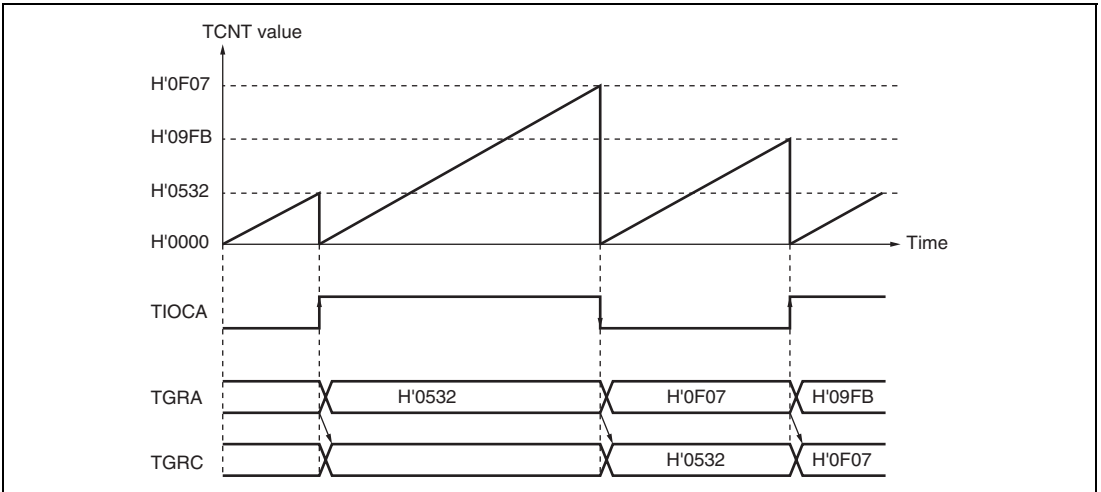 TCNT value
H'0F07
H'09FB
H'0532
H'0000
Time
TIOCA
TGRA
H'0532
H'0F07
H'09FB
TGRC
H'0532
H'0F07